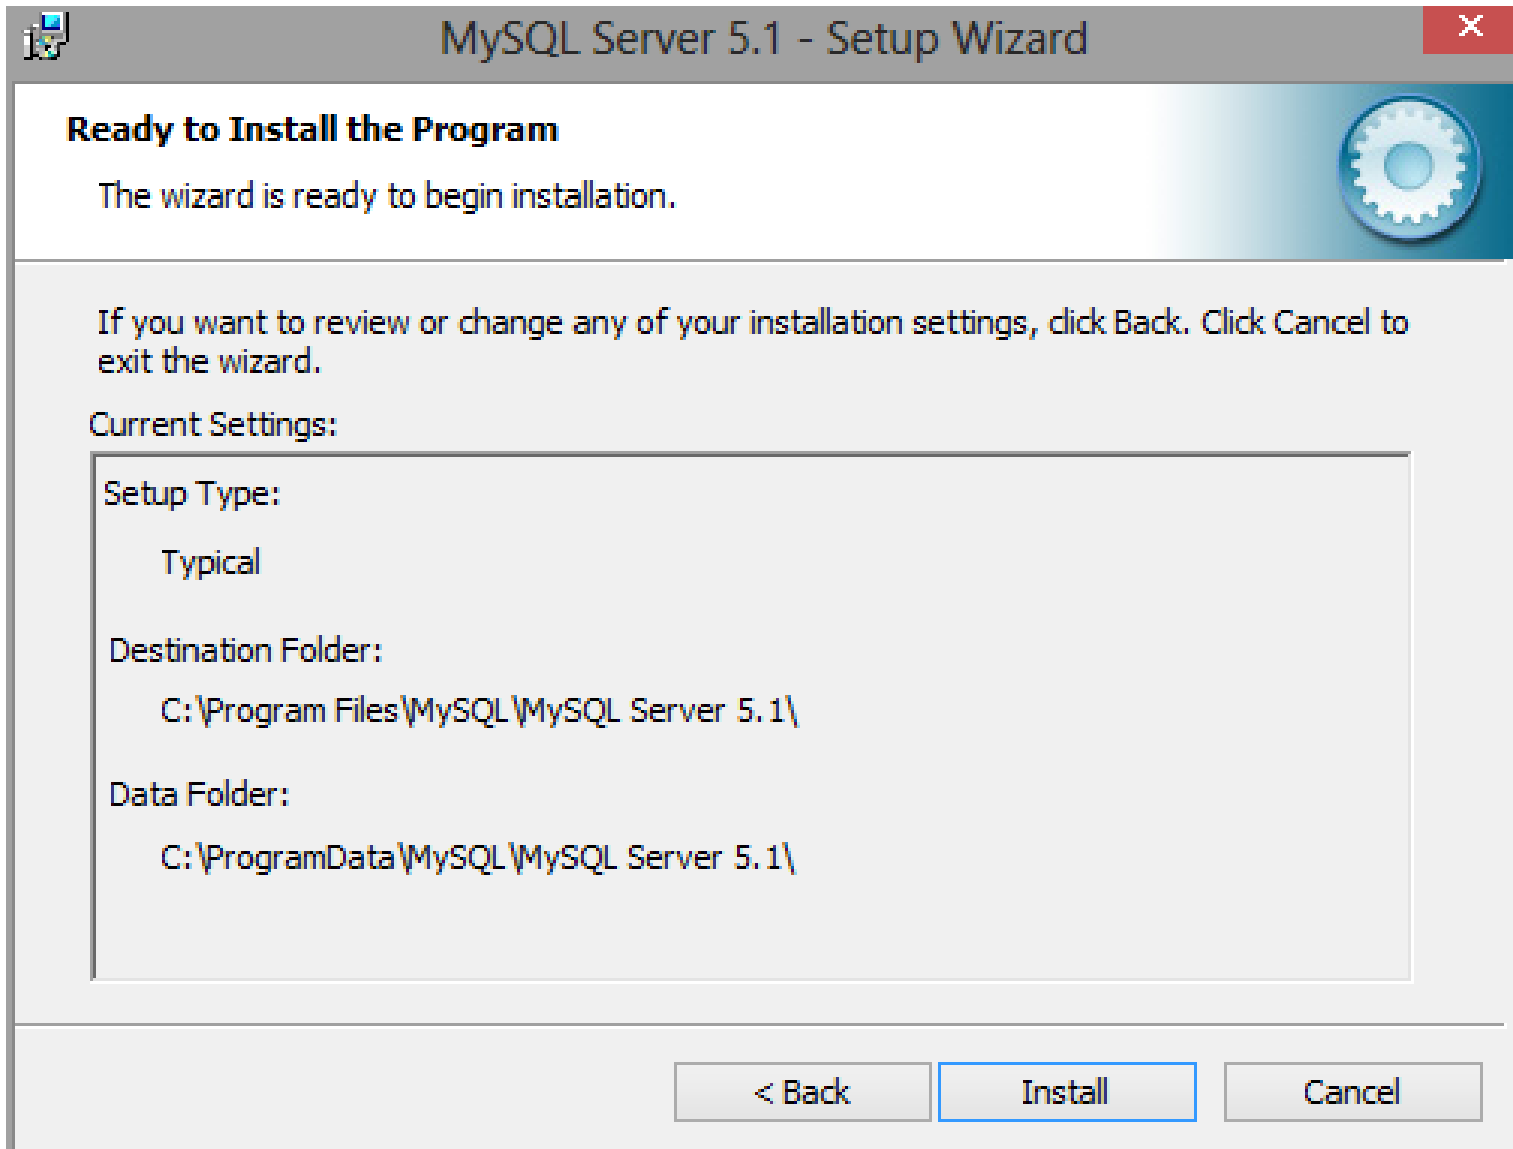 MySQL Server 5.1 - Setup Wizard
Ready to Install the Program
The wizard is ready to begin installation.
If you want to review or change any of your installation settings, click Back. Click Cancel to
exit the wizard.
Current Settings:
Setup Type:
Typical
Destination Folder:
C:\Program Files\MySQL\MySQL Server 5.1\
Data Folder:
C:\ProgramData\MySQL\MySQL Server 5.1\
< Back
Install
Cancel